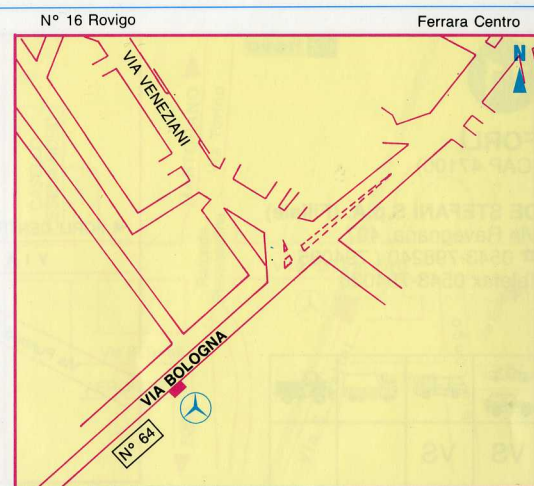 N° 16 Rovigo
Ferrara Centro
N
VIA VENEZIANI
VIA BOLOGNA
N° 64